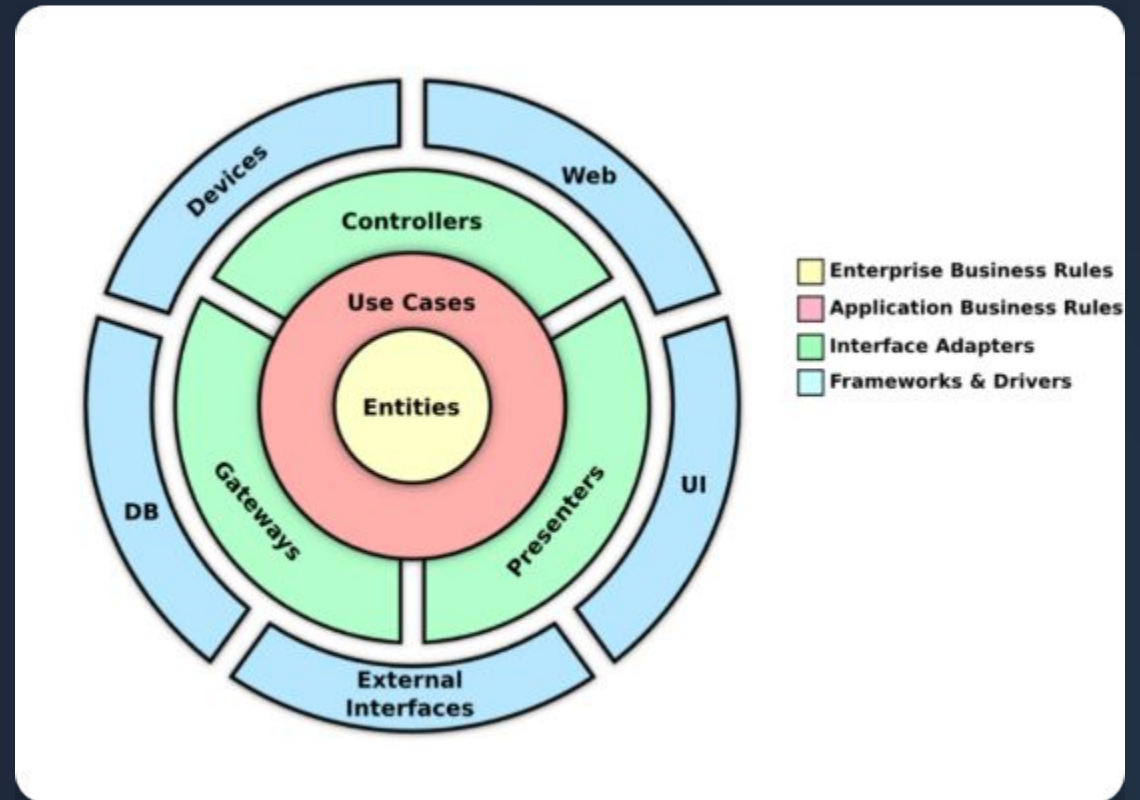 Devices
Web
Controllers
Use Cases
Entities
Gateways
Presenters
DB
UI
External
Interfaces
Enterprise Business Rules
Application Business Rules
Interface Adapters
Frameworks & Drivers